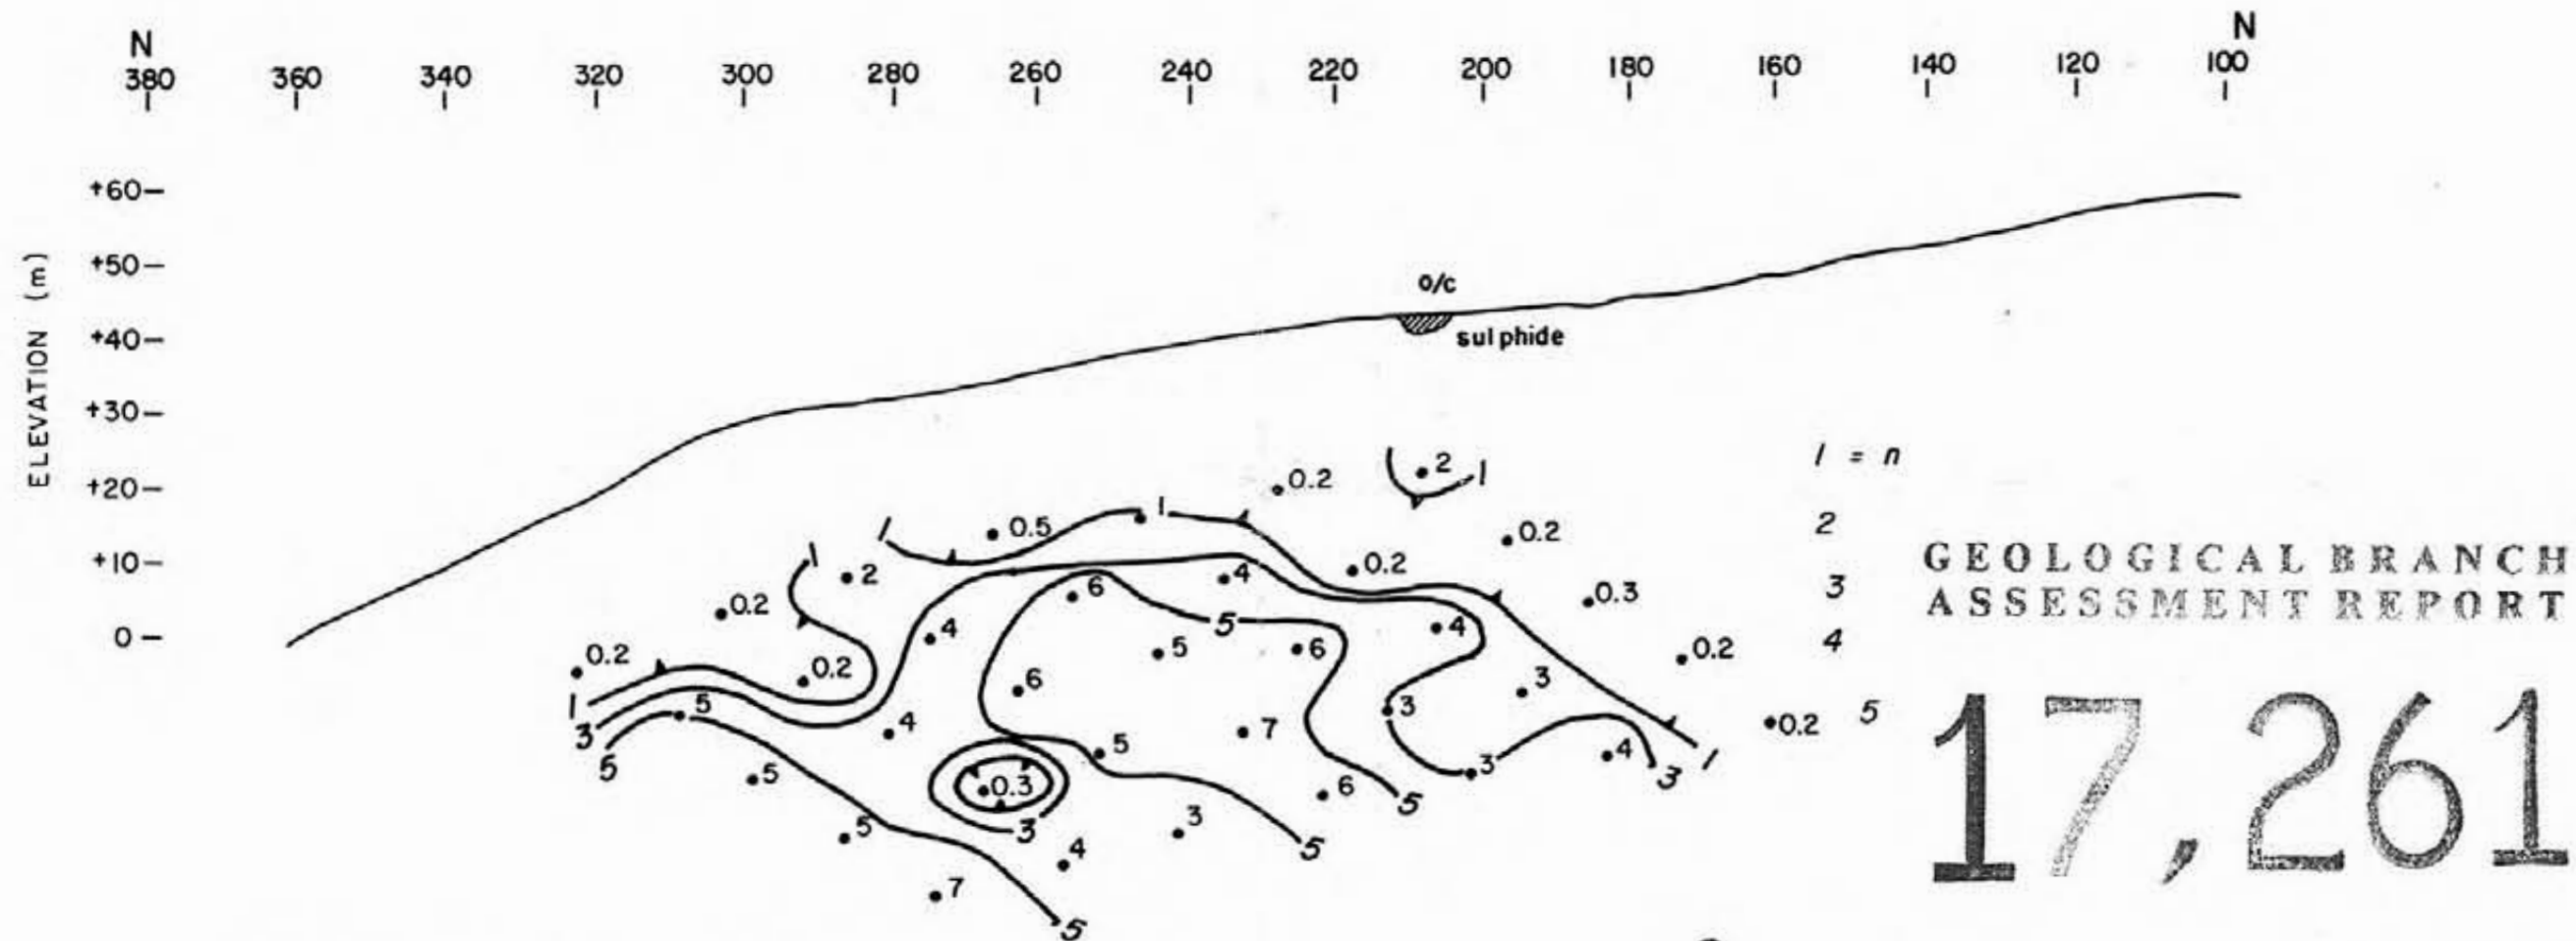 N N
380 360 340 320 300 280 260 240 220 200 180 160 140 120 100
+60
+50
+40
+30
+20
+10
0
ELEVATION (m)
o/c
sulphide
1 = n
2
3
4
5
GEOLOGICAL BRANCH
ASSESSMENT REPORT
17,261
2 1
0.2
1 0.5 1
0.2
1 2 4 0.2
0.2 6 0.3
4 5 4
0.2 0.2 5 6 0.2
6 3
1 5 3
3 4 7 0.2
5 5 5 4 1
0.3 3 3
6 5
5 3 3
4 5
7
5